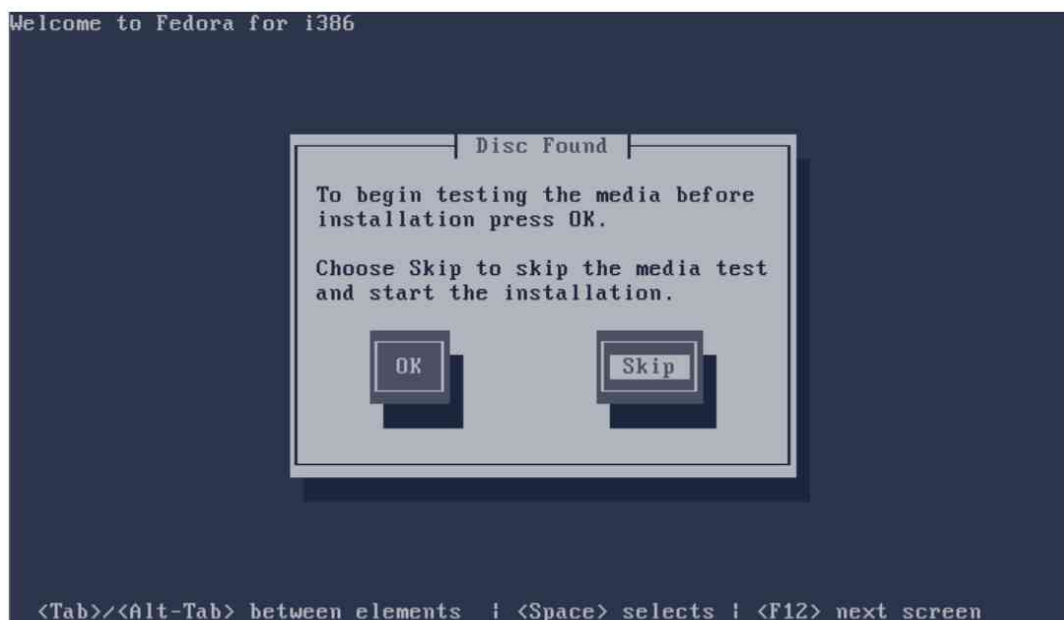 Welcome to Fedora for i386
Disc Found
To begin testing the media before
installation press OK.
Choose Skip to skip the media test
and start the installation.
OK Skip
<Tab>/<Alt-Tab> between elements | <Space> selects | <F12> next screen